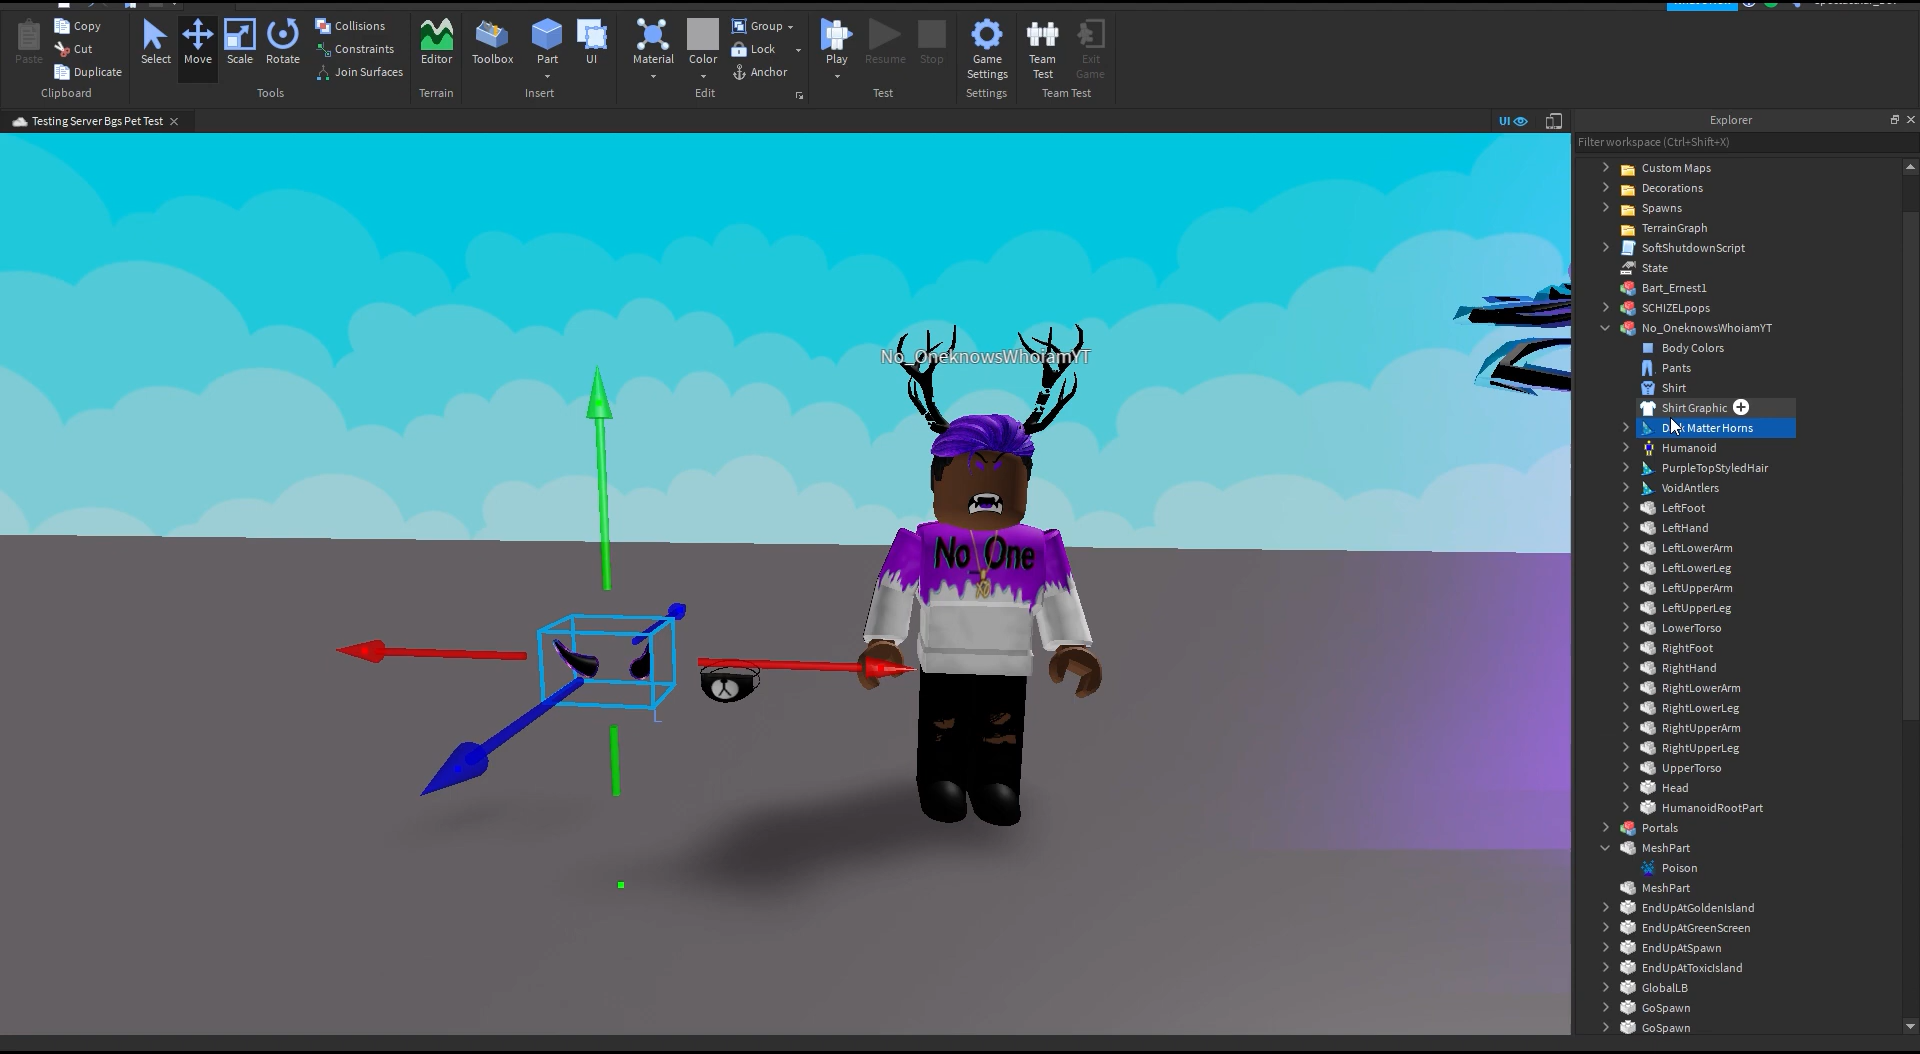 Paste
Copy
Cut
Duplicate
Clipboard
Select
Move
Scale
Rotate
Collisions
Constraints
Join Surfaces
Tools
Editor
Terrain
Toolbox
Part
UI
Insert
Material
Color
Group
Lock
Anchor
Edit
Play
Resume
Stop
Test
Game
Settings
Settings
Team
Test
Exit
Game
Team Test
Testing Server Bgs Pet Test
UI
Explorer
Filter workspace (Ctrl+Shift+X)
Custom Maps
Decorations
Spawns
TerrainGraph
SoftShutdownScript
State
Bart_Ernest1
SCHIZELpops
No_OneknowsWhoiamYT
Body Colors
Pants
Shirt
Shirt Graphic
Matter Horns
Humanoid
PurpleTopStyledHair
VoidAntlers
LeftFoot
LeftHand
LeftLowerArm
LeftLowerLeg
LeftUpperArm
LeftUpperLeg
LowerTorso
RightFoot
RightHand
RightLowerArm
RightLowerLeg
RightUpperArm
RightUpperLeg
UpperTorso
Head
HumanoidRootPart
Portals
MeshPart
Poison
MeshPart
EndUpAtGoldenIsland
EndUpAtGreenScreen
EndUpAtSpawn
EndUpAtToxicIsland
GlobalLB
GoSpawn
GoSpawn
No_OneknowsWhoiamYT
No_One